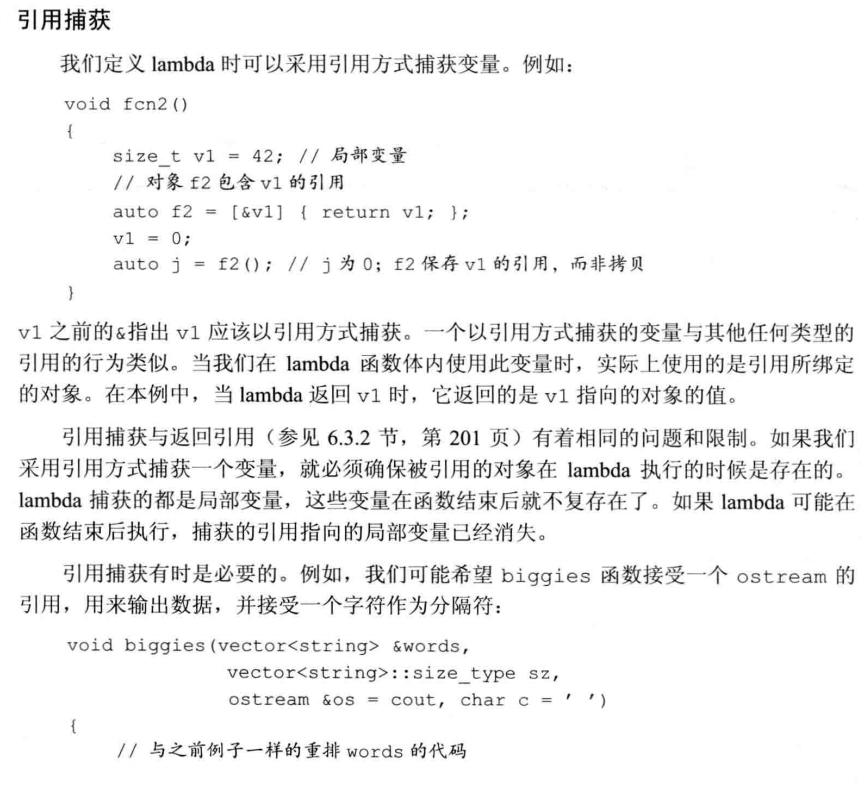 引用捕获
我们定义 lambda 时可以采用引用方式捕获变量。例如：
void fcn2()
{
size_t v1 = 42; // 局部变量
// 对象 f2 包含 v1 的引用
auto f2 = [&v1] { return v1; };
v1 = 0;
auto j = f2(); // j 为 0；f2 保存 v1 的引用，而非拷贝
}
v1 之前的&指出 v1 应该以引用方式捕获。一个以引用方式捕获的变量与其他任何类型的
引用的行为类似。当我们在 lambda 函数体内使用此变量时，实际上使用的是引用所绑定
的对象。在本例中，当 lambda 返回 v1 时，它返回的是 v1 指向的对象的值。
引用捕获与返回引用（参见 6.3.2 节，第 201 页）有着相同的问题和限制。如果我们
采用引用方式捕获一个变量，就必须确保被引用的对象在 lambda 执行的时候是存在的。
lambda 捕获的都是局部变量，这些变量在函数结束后就不复存在了。如果 lambda 可能在
函数结束后执行，捕获的引用指向的局部变量已经消失。
引用捕获有时是必要的。例如，我们可能希望 biggies 函数接受一个 ostream 的
引用，用来输出数据，并接受一个字符作为分隔符：
void biggies(vector<string> &words,
vector<string>::size_type sz,
ostream &os = cout, char c = ' ')
{
// 与之前例子一样的重排 words 的代码